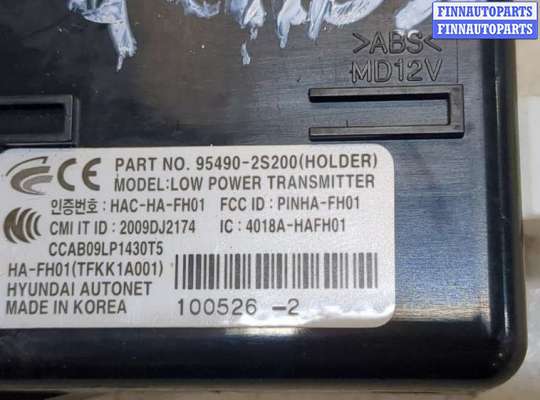 FINNAUTOPARTS
FINNAUTOPARTS
>ABS<
MD12V
CE
PART NO. 95490-2S200(HOLDER)
MODEL:LOW POWER TRANSMITTER
인증번호 : HAC-HA-FH01 FCC ID : PINHA-FH01
CMI IT ID : 2009DJ2174 IC : 4018A-HAFH01
CCAB09LP1430T5
HA-FH01(TFKK1A001)
HYUNDAI AUTONET
MADE IN KOREA
100526 -2